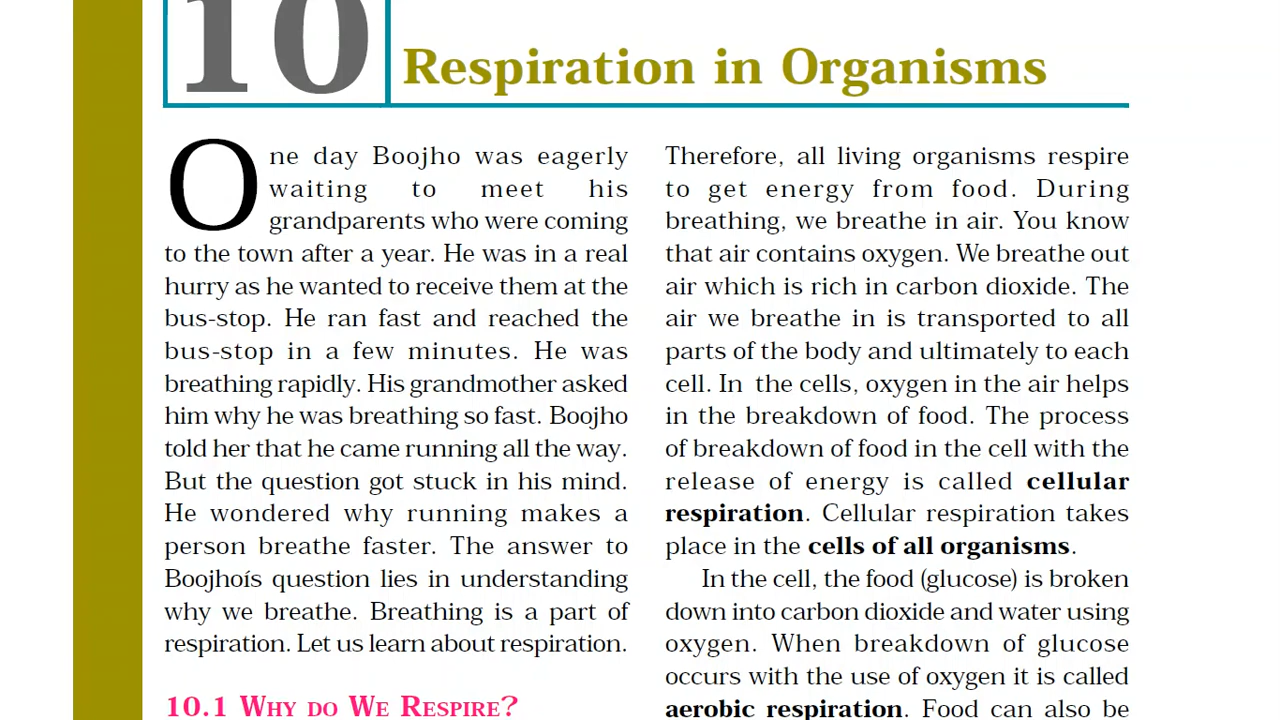 10
Respiration in Organisms
One day Boojho was eagerly
waiting to meet his
grandparents who were coming
to the town after a year. He was in a real
hurry as he wanted to receive them at the
bus-stop. He ran fast and reached the
bus-stop in a few minutes. He was
breathing rapidly. His grandmother asked
him why he was breathing so fast. Boojho
told her that he came running all the way.
But the question got stuck in his mind.
He wondered why running makes a
person breathe faster. The answer to
Boojhoís question lies in understanding
why we breathe. Breathing is a part of
respiration. Let us learn about respiration.
10.1 WHY DO WE RESPIRE?
Therefore, all living organisms respire
to get energy from food. During
breathing, we breathe in air. You know
that air contains oxygen. We breathe out
air which is rich in carbon dioxide. The
air we breathe in is transported to all
parts of the body and ultimately to each
cell. In the cells, oxygen in the air helps
in the breakdown of food. The process
of breakdown of food in the cell with the
release of energy is called cellular
respiration. Cellular respiration takes
place in the cells of all organisms.
In the cell, the food (glucose) is broken
down into carbon dioxide and water using
oxygen. When breakdown of glucose
occurs with the use of oxygen it is called
aerobic respiration. Food can also be